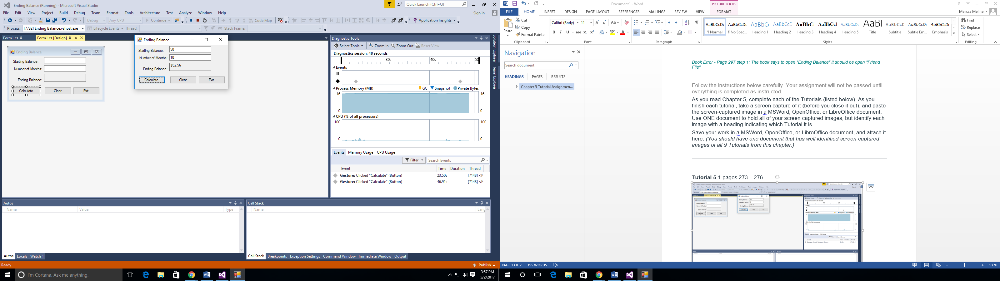 Ending Balance (Running) - Microsoft Visual Studio
Quick Launch (Ctrl+Q)
File Edit View Project Build Debug Team Format Tools Architecture Test Analyze Window Help
Sign in
Debug Any CPU Continue Code Map Application Insights
Process: [7732] Ending Balance.vshost.exe Lifecycle Events Thread: Stack Frame:
Form1.cs Form1.cs [Design]
Ending Balance
Starting Balance:
Number of Months:
Ending Balance:
Calculate Clear Exit
Ending Balance
Starting Balance: 50
Number of Months: 10
Ending Balance: $52.56
Calculate Clear Exit
Diagnostic Tools
Select Tools Zoom In Zoom Out Reset View
Diagnostics session: 48 seconds
30s 40s 50
Events
Process Memory (MB) GC Snapshot Private Bytes
16 16
0 0
CPU (% of all processors)
100 100
0 0
Events Memory Usage CPU Usage
Filter Search Events
Event Time Duration Thread
Gesture: Clicked "Calculate" (Button) 23.50s [7148] <N
Gesture: Clicked "Calculate" (Button) 46.91s [7148] <N
Solution Explorer
Team Explorer
Autos
Name Value Type
Autos Locals Watch 1
Call Stack
Name Lang
Call Stack Breakpoints Exception Settings Command Window Immediate Window Output
Ready
Publish
I'm Cortana. Ask me anything.
3:57 PM
5/2/2017
Document1 - Word
PICTURE TOOLS
FILE HOME INSERT DESIGN PAGE LAYOUT REFERENCES MAILINGS REVIEW VIEW FORMAT
Melissa Meline
Paste
Cut
Copy
Format Painter
Clipboard
Calibri (Body) 11
Font
Paragraph
AaBbCcDc AaBbCcDc AaBbCc AaBbCcD AaBbCc AaBbCcI AaBbCcDc AaBl AaBbCcD AaBbCcDc AaBbCcDc
¶ Normal ¶ No Spac... Heading 1 Heading 2 Heading 3 Heading 4 Heading 5 Title Subtitle Subtle Em... Emphasis
Styles
Find
Replace
Select
Editing
Navigation
Search document
HEADINGS PAGES RESULTS
Chapter 5 Tutorial Assignmen...
Book Error - Page 297 step 1: The book says to open "Ending Balance" it should be open "Friend
File"
Follow the instructions below carefully. Your assignment will not be passed until
everything is completed as instructed.
As you read Chapter 5, complete each of the Tutorials (listed below). As you
finish each tutorial, take a screen capture of it (before you close it out), and paste
the screen-captured image in a MSWord, OpenOffice, or LibreOffice document.
Use ONE document to hold all of your screen captured images, but identify each
image with a heading indicating which Tutorial it is.
Save your work in a MSWord, OpenOffice, or LibreOffice document, and attach it
here. (You should have one document that has well identified screen-captured
images of all 9 Tutorials from this chapter.)
Tutorial 5-1 pages 273 – 276
PAGE 1 OF 2 195 WORDS
100%